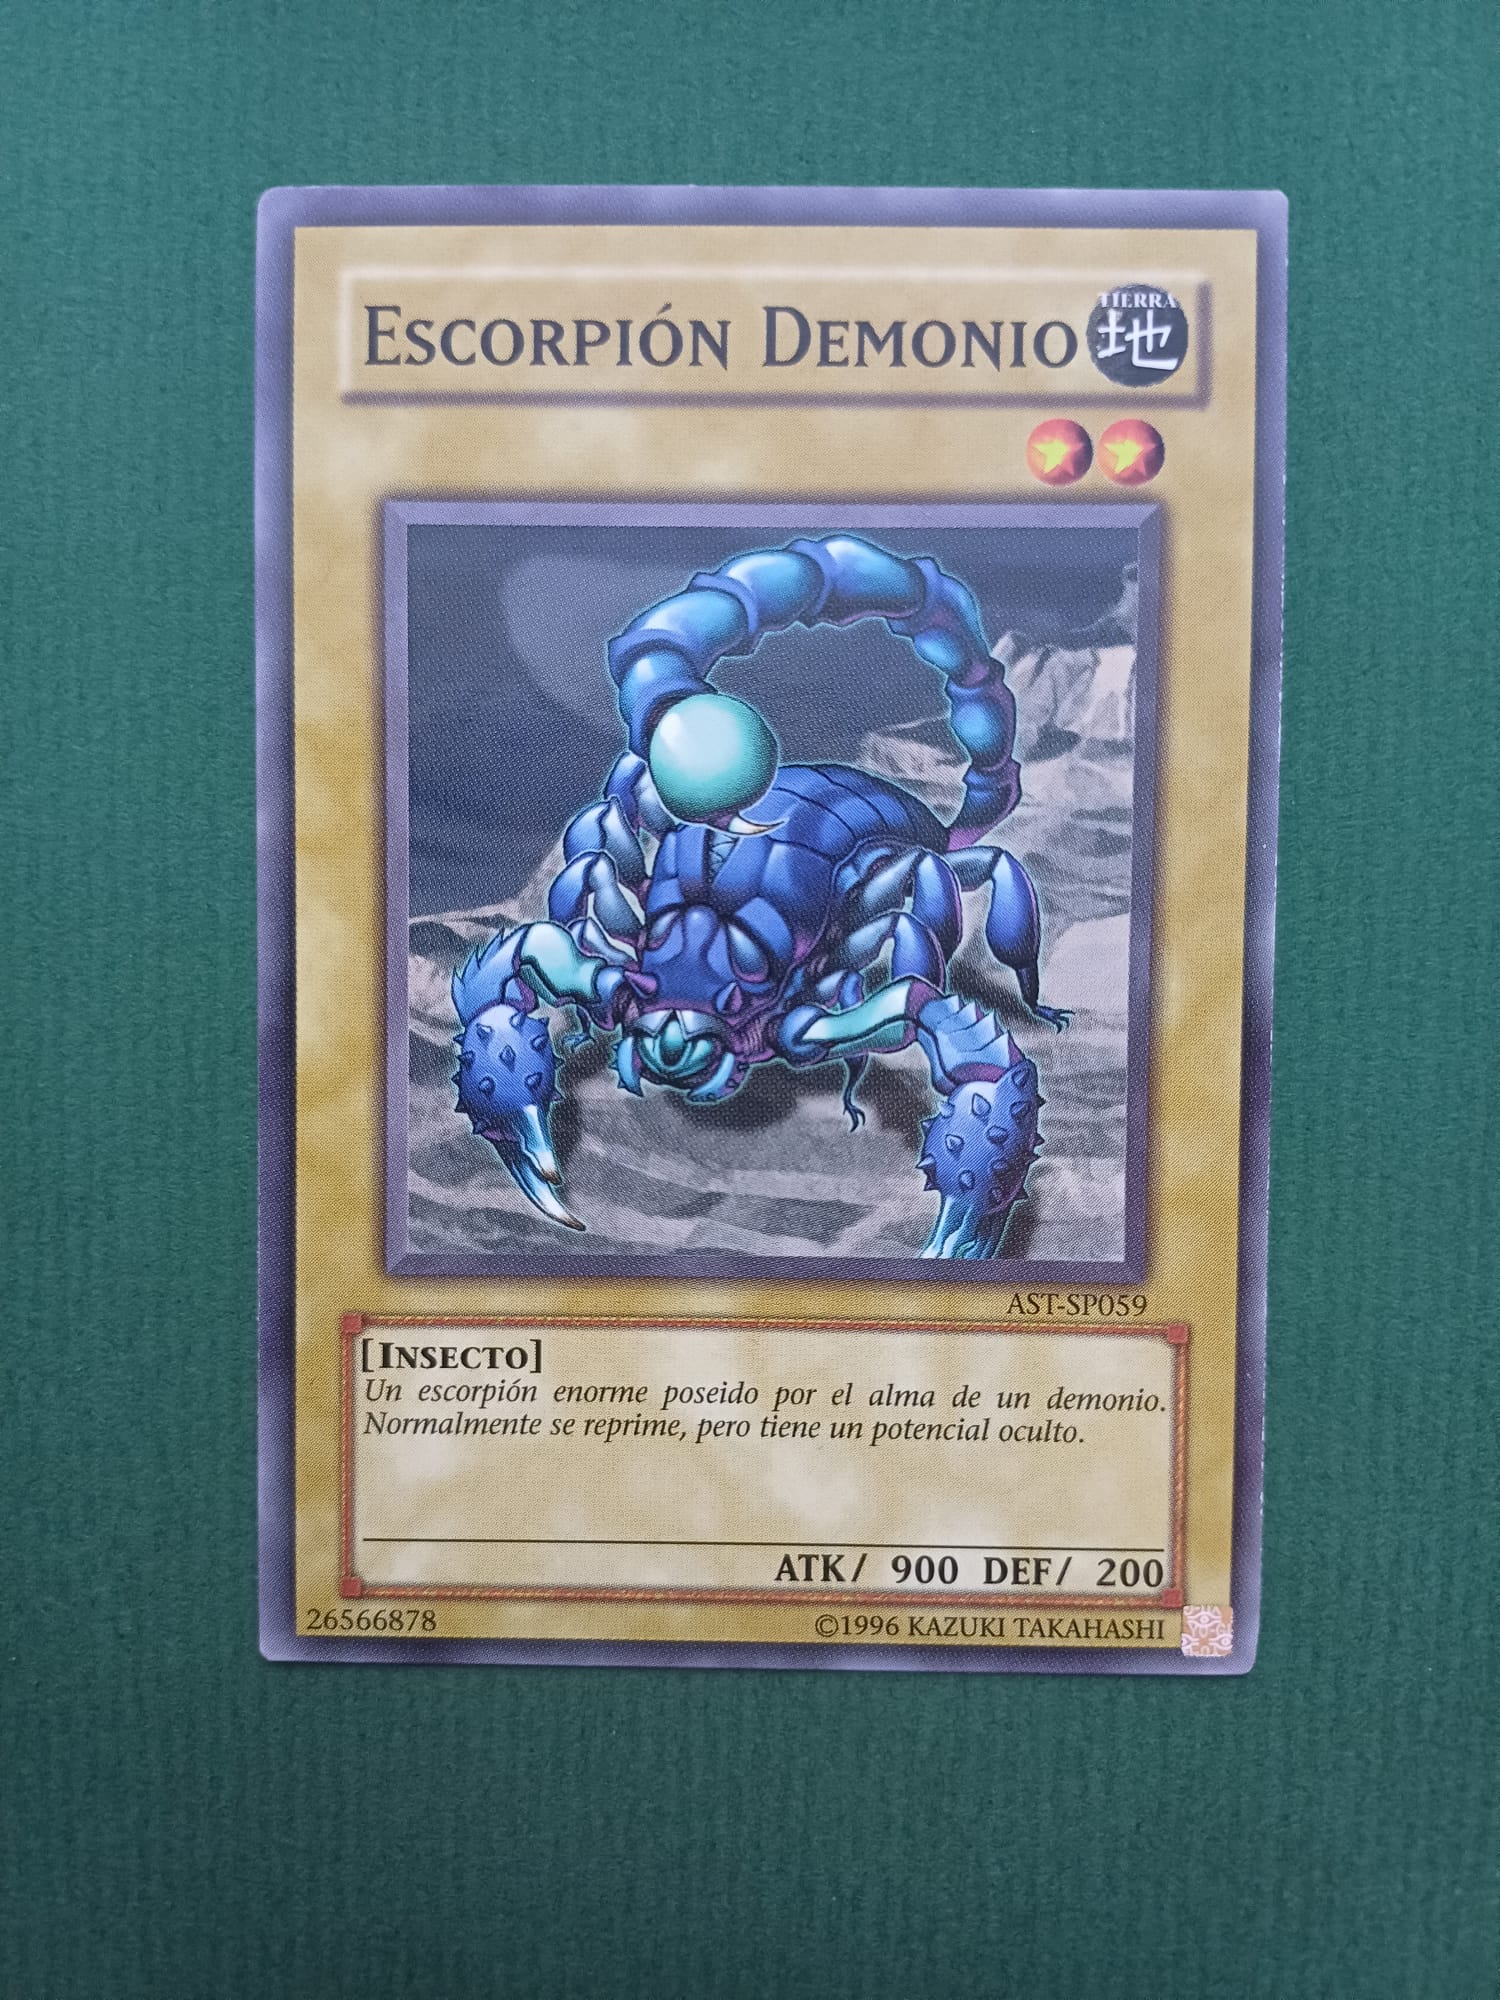 ESCORPIÓN DEMONIO
TIERRA
地
AST-SP059
[INSECTO]
Un escorpión enorme poseido por el alma de un demonio.
Normalmente se reprime, pero tiene un potencial oculto.
ATK/ 900 DEF/ 200
26566878
©1996 KAZUKI TAKAHASHI